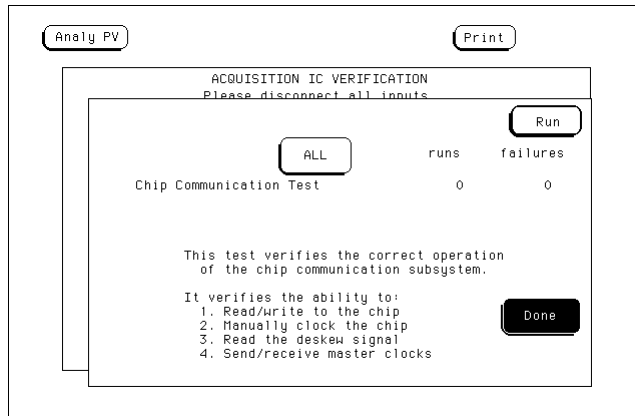 Analy PV
Print
ACQUISITION IC VERIFICATION
Please disconnect all inputs
Run
ALL
runs failures
Chip Communication Test 0 0
This test verifies the correct operation
of the chip communication subsystem.
It verifies the ability to:
1. Read/write to the chip
2. Manually clock the chip
3. Read the deskew signal
4. Send/receive master clocks
Done